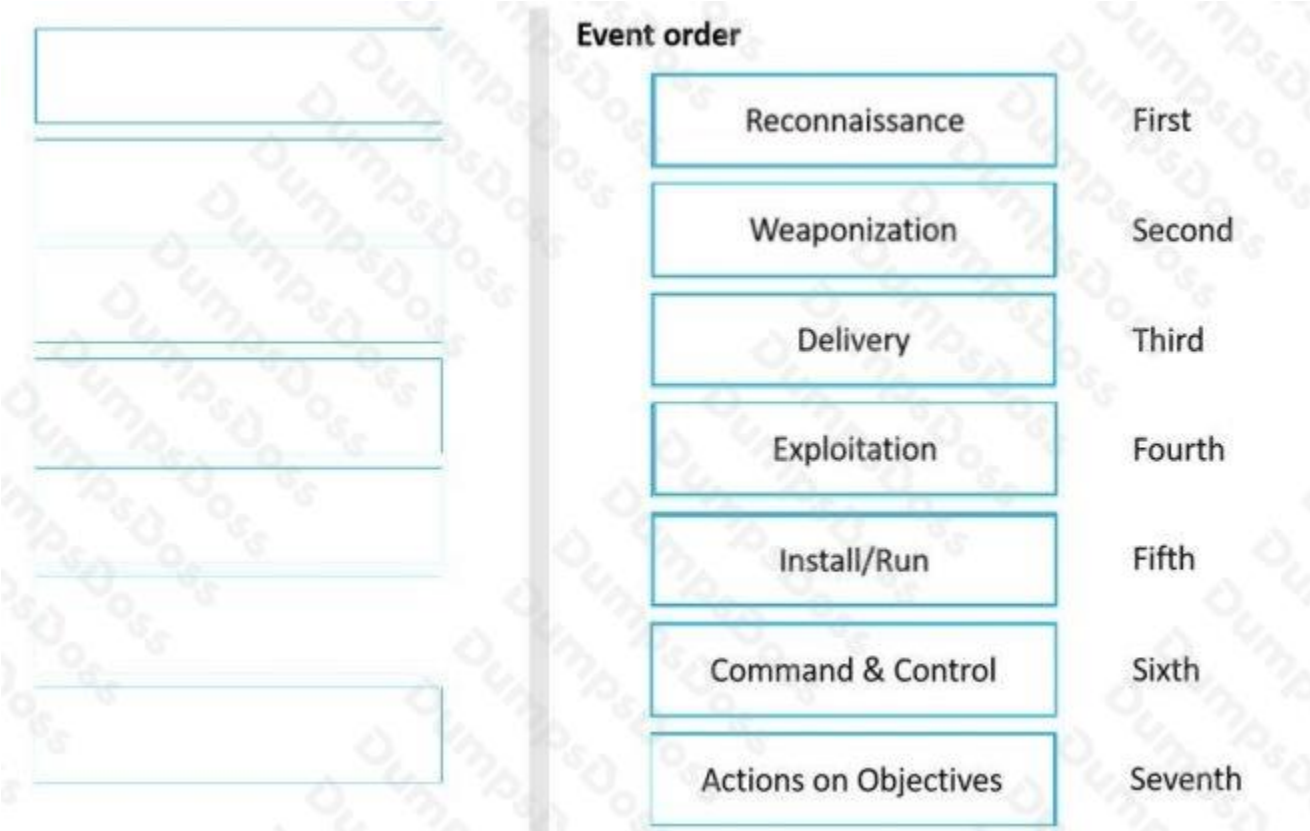 Event order
Reconnaissance First
Weaponization Second
Delivery Third
Exploitation Fourth
Install/Run Fifth
Command & Control Sixth
Actions on Objectives Seventh
DumpsDoss